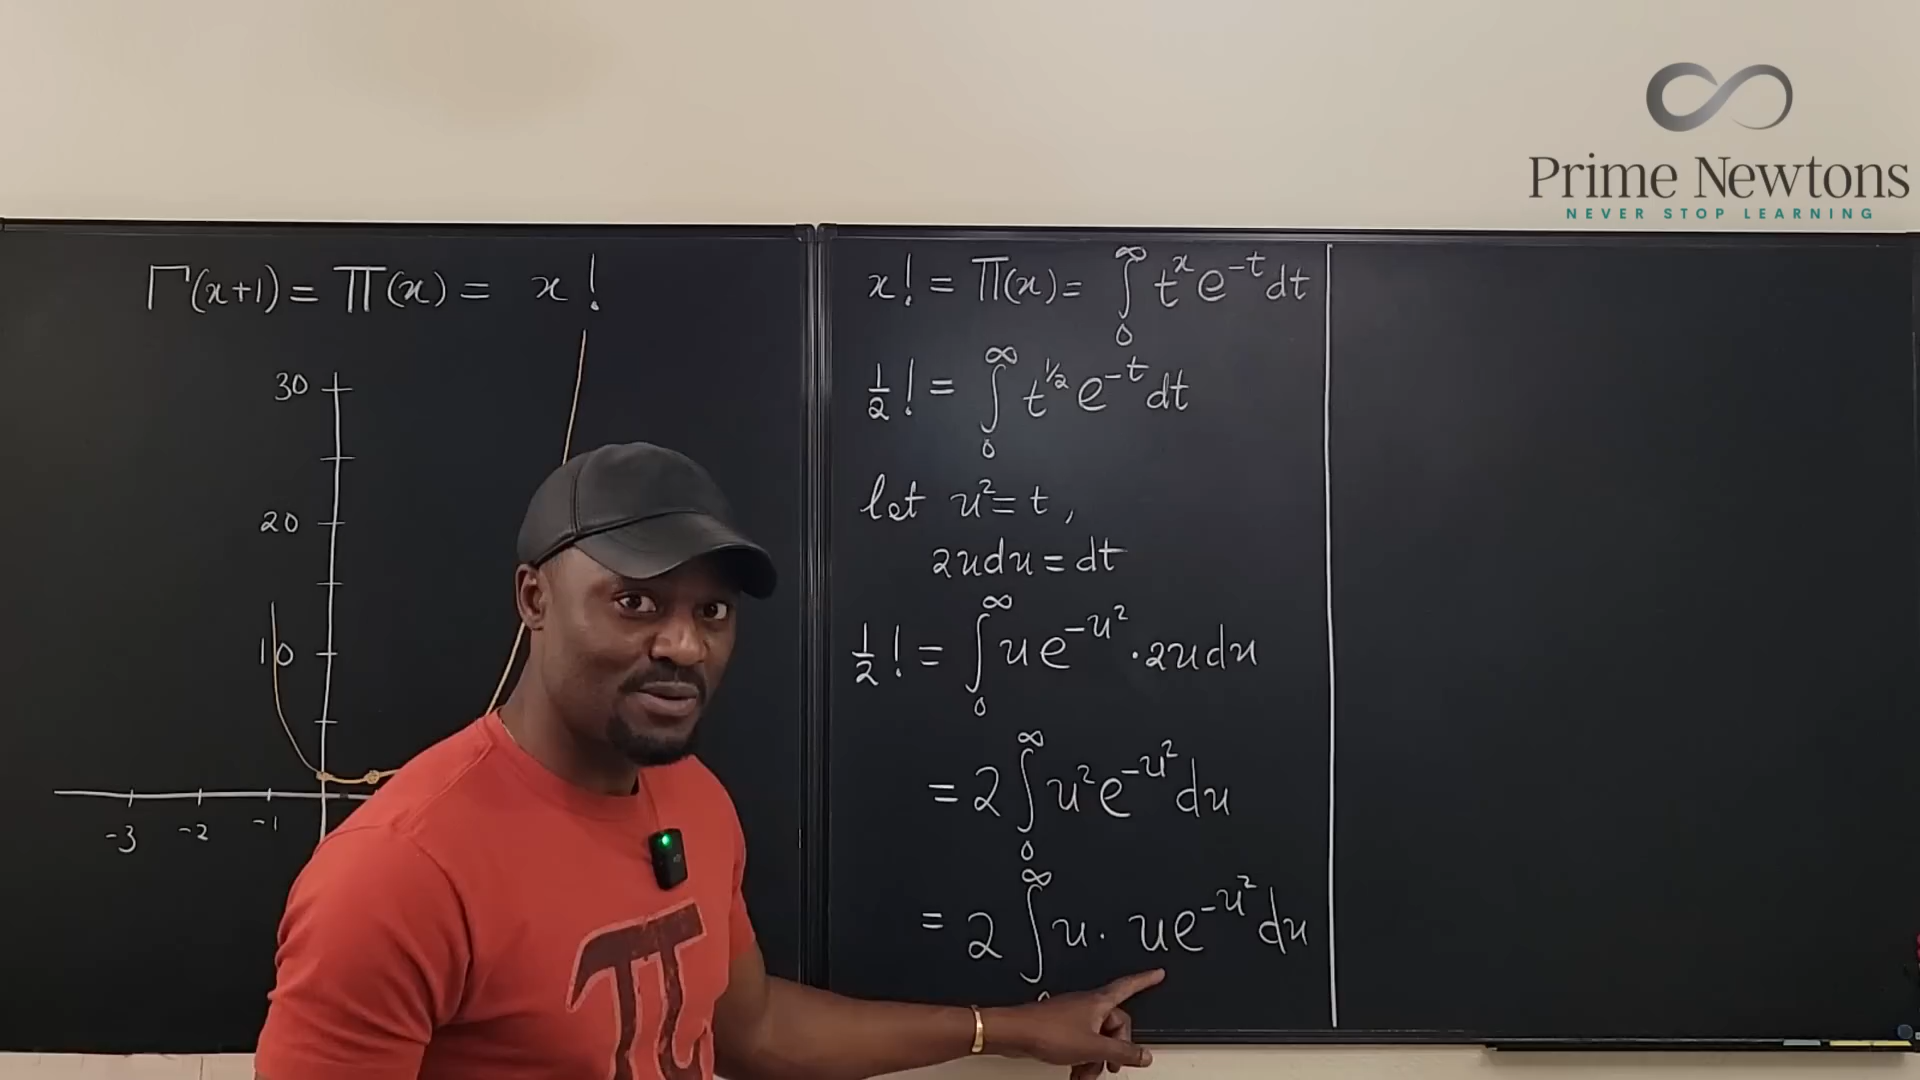 Prime Newtons
NEVER STOP LEARNING
Γ(x+1) = Π(x) = x!
30
20
10
-3 -2 -1
x! = Π(x) = ∫₀^∞ t^x e^-t dt
1/2! = ∫₀^∞ t^1/2 e^-t dt
let u² = t,
2udu = dt
1/2! = ∫₀^∞ u e^-u² · 2udu
= 2 ∫₀^∞ u² e^-u² du
= 2 ∫₀^∞ u · ue^-u² du